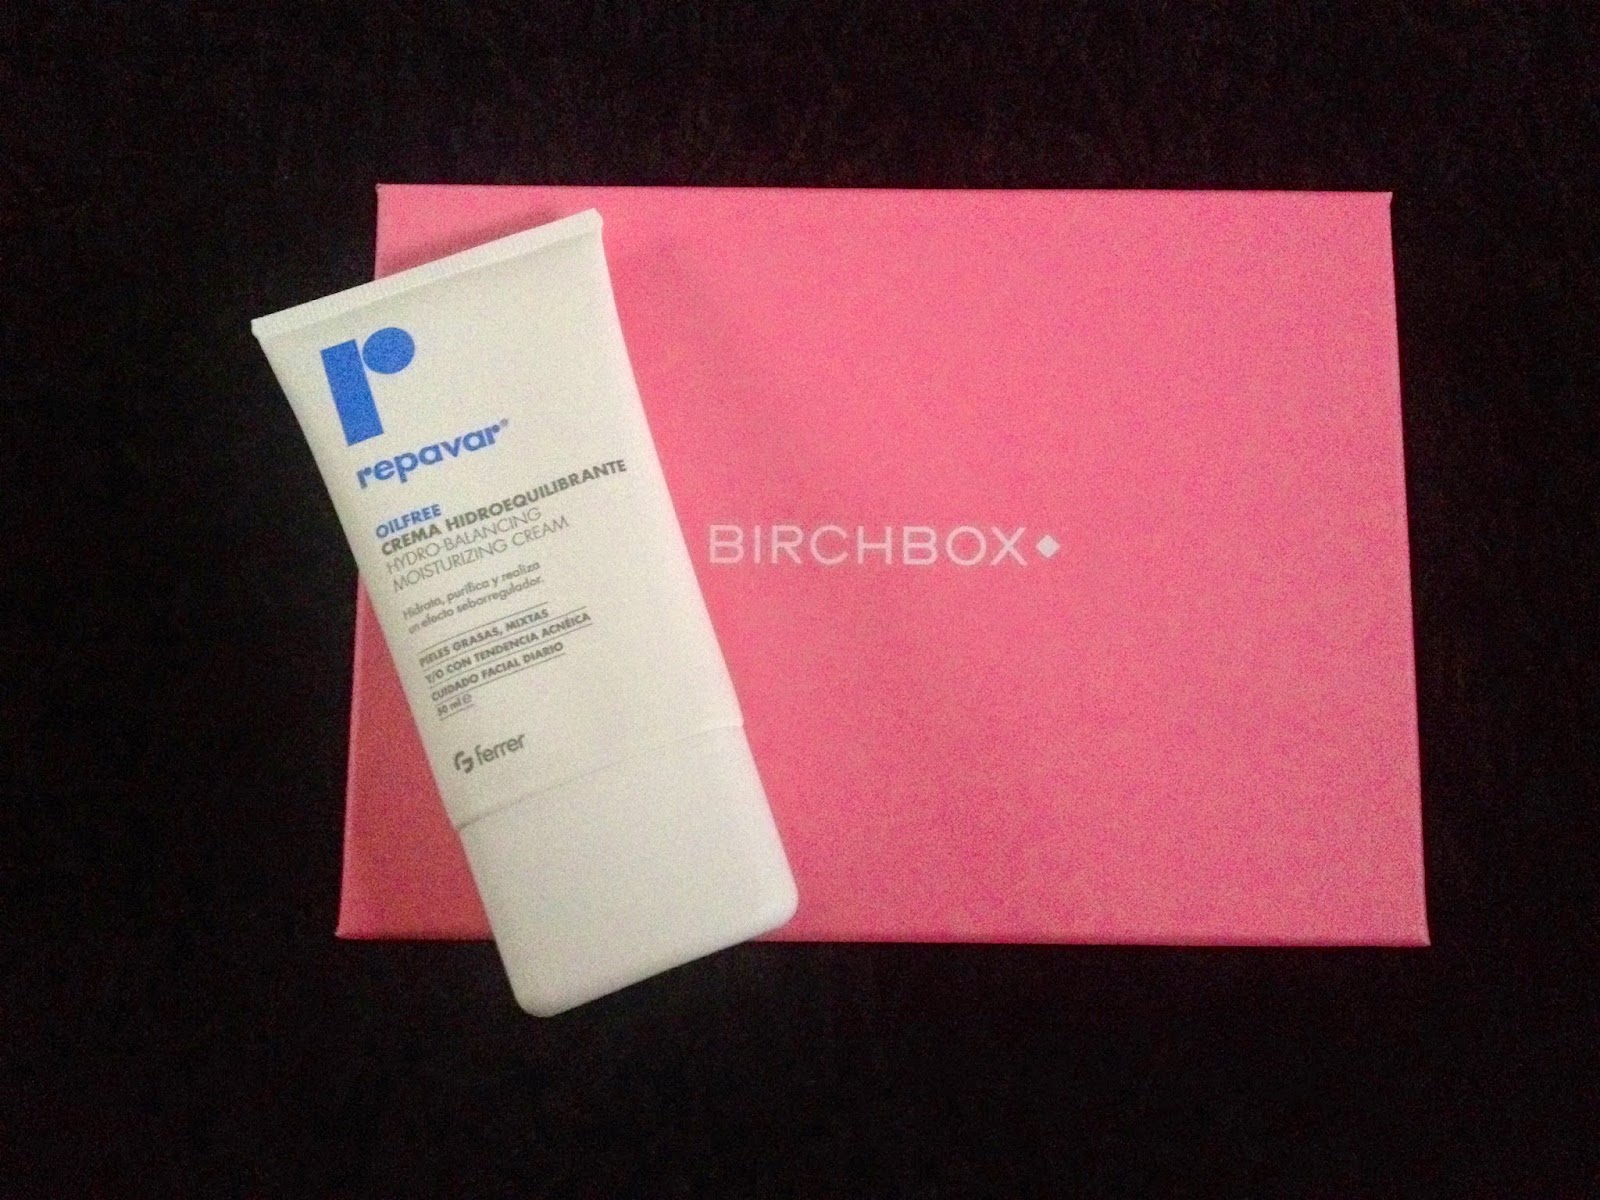 r
repavar®
OILFREE
CREMA HIDROEQUILIBRANTE
HYDRO-BALANCING
MOISTURIZING CREAM
Hidrata, purifica y realiza
un efecto seborregulador.
PIELES GRASAS, MIXTAS
Y/O CON TENDENCIA ACNÉICA
CUIDADO FACIAL DIARIO
50 ml ℮
ferrer
BIRCHBOX◆